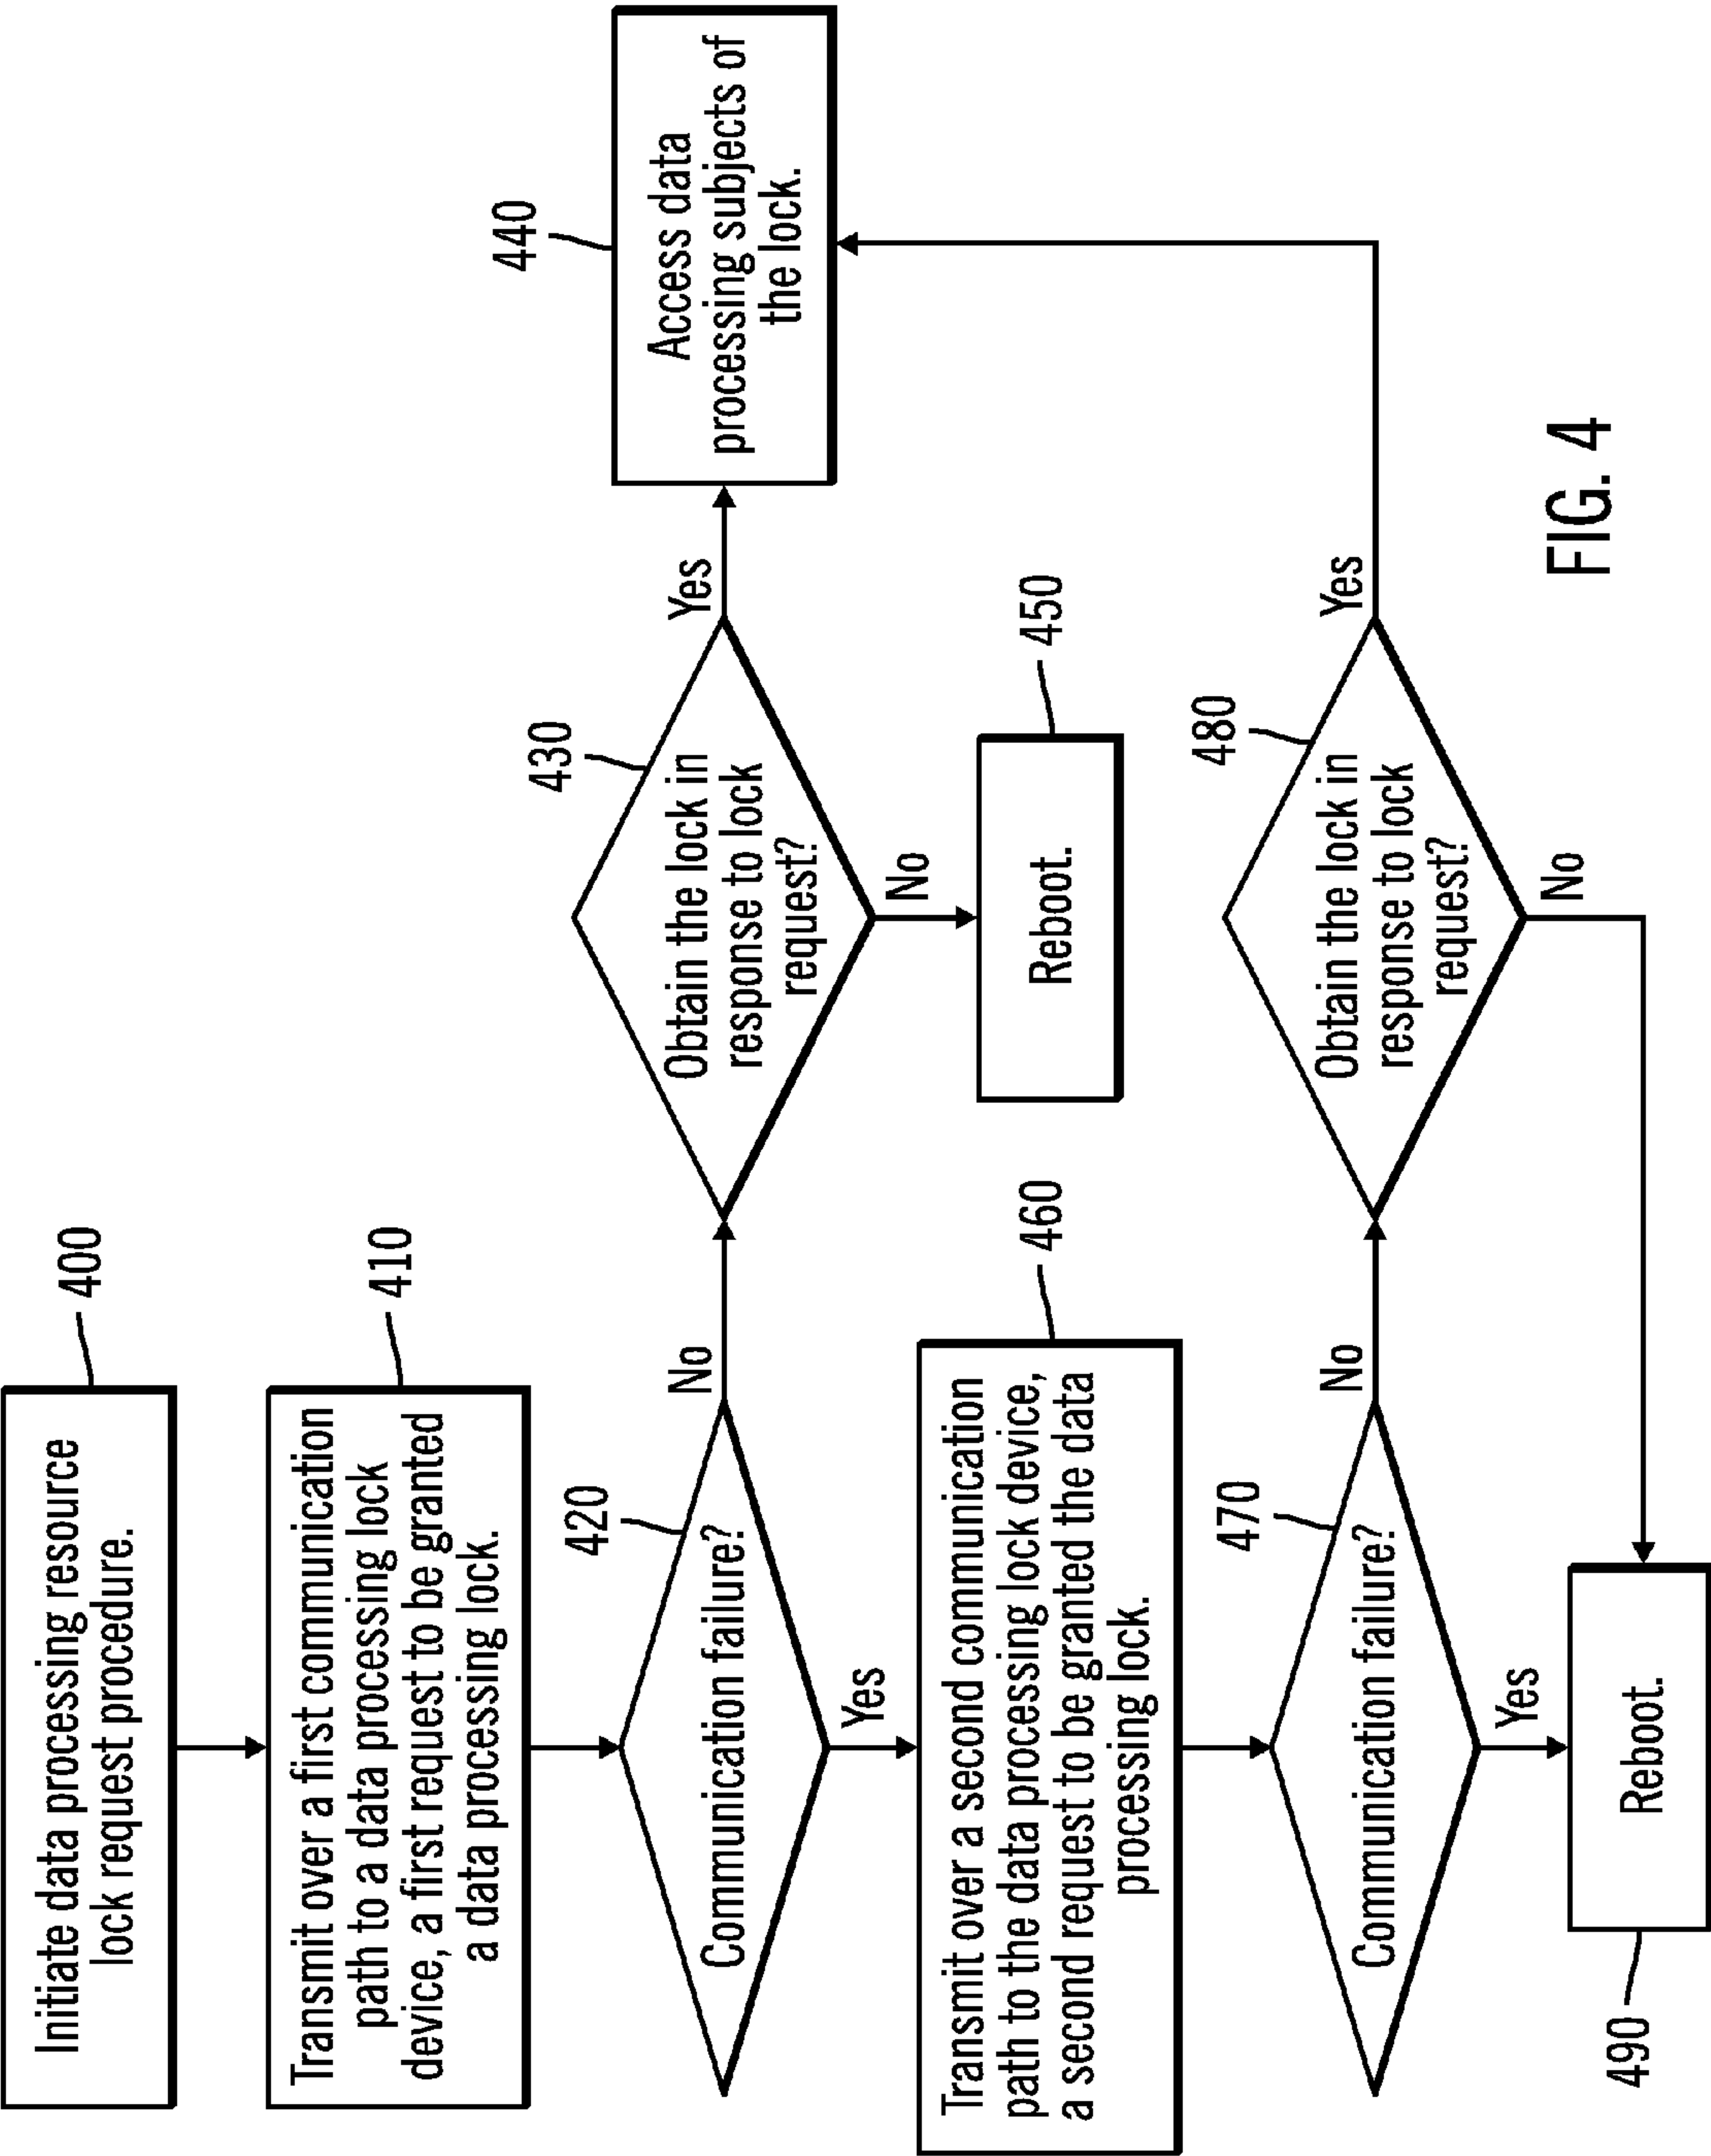 400
Initiate data processing resource
lock request procedure.
410
Transmit over a first communication
path to a data processing lock
device, a first request to be granted
a data processing lock.
420
Communication failure?
No
Yes
430
Obtain the lock in
response to lock
request?
Yes
No
440
Access data
processing subjects of
the lock.
450
Reboot.
460
Transmit over a second communication
path to the data processing lock device,
a second request to be granted the data
processing lock.
470
Communication failure?
No
Yes
480
Obtain the lock in
response to lock
request?
Yes
No
490
Reboot.
FIG. 4